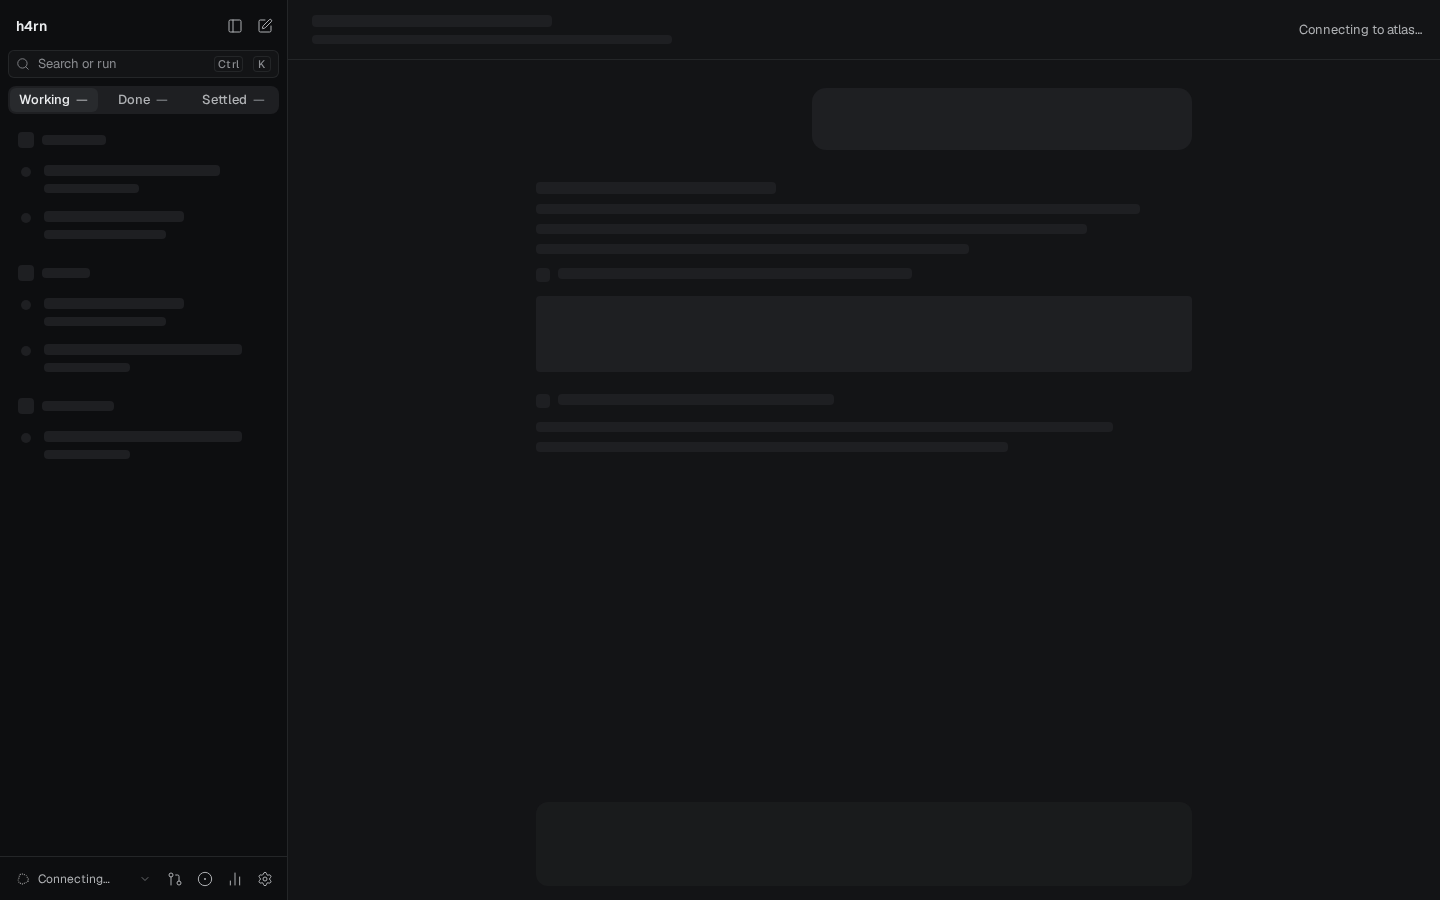 h4rn
Search or run Ctrl K
Working — Done — Settled —
Connecting to atlas…
Connecting…